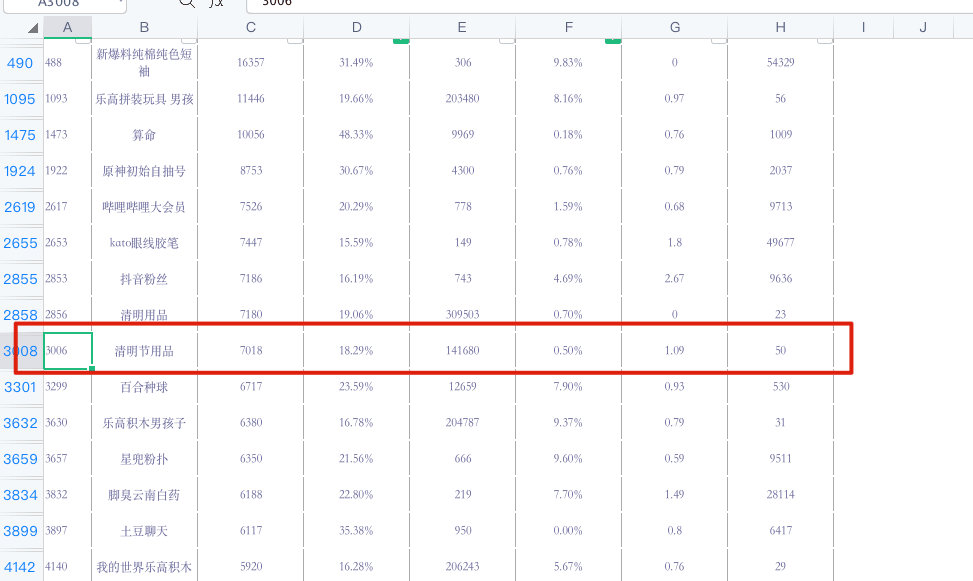 A3008 fx 3006
A B C D E F G H I J
490 488 新爆料纯棉纯色短袖 16357 31.49% 306 9.83% 0 54329
1095 1093 乐高拼装玩具 男孩 11446 19.66% 203480 8.16% 0.97 56
1475 1473 算命 10056 48.33% 9969 0.18% 0.76 1009
1924 1922 原神初始自抽号 8753 30.67% 4300 0.76% 0.79 2037
2619 2617 哔哩哔哩大会员 7526 20.29% 778 1.59% 0.68 9713
2655 2653 kato眼线胶笔 7447 15.59% 149 0.78% 1.8 49677
2855 2853 抖音粉丝 7186 16.19% 743 4.69% 2.67 9636
2858 2856 清明用品 7180 19.06% 309503 0.70% 0 23
3008 3006 清明节用品 7018 18.29% 141680 0.50% 1.09 50
3301 3299 百合种球 6717 23.59% 12659 7.90% 0.93 530
3632 3630 乐高积木男孩子 6380 16.78% 204787 9.37% 0.79 31
3659 3657 星兜粉扑 6350 21.56% 666 9.60% 0.59 9511
3834 3832 脚臭云南白药 6188 22.80% 219 7.70% 1.49 28114
3899 3897 土豆聊天 6117 35.38% 950 0.00% 0.8 6417
4142 4140 我的世界乐高积木 5920 16.28% 206243 5.67% 0.76 29